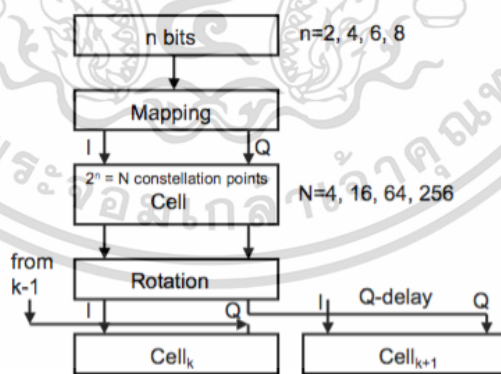 n bits
n=2, 4, 6, 8
Mapping
I
Q
2ⁿ = N constellation points
Cell
N=4, 16, 64, 256
from
k-1
Rotation
I
Q
I
Q-delay
Q
Cellₖ
Cellₖ₊₁